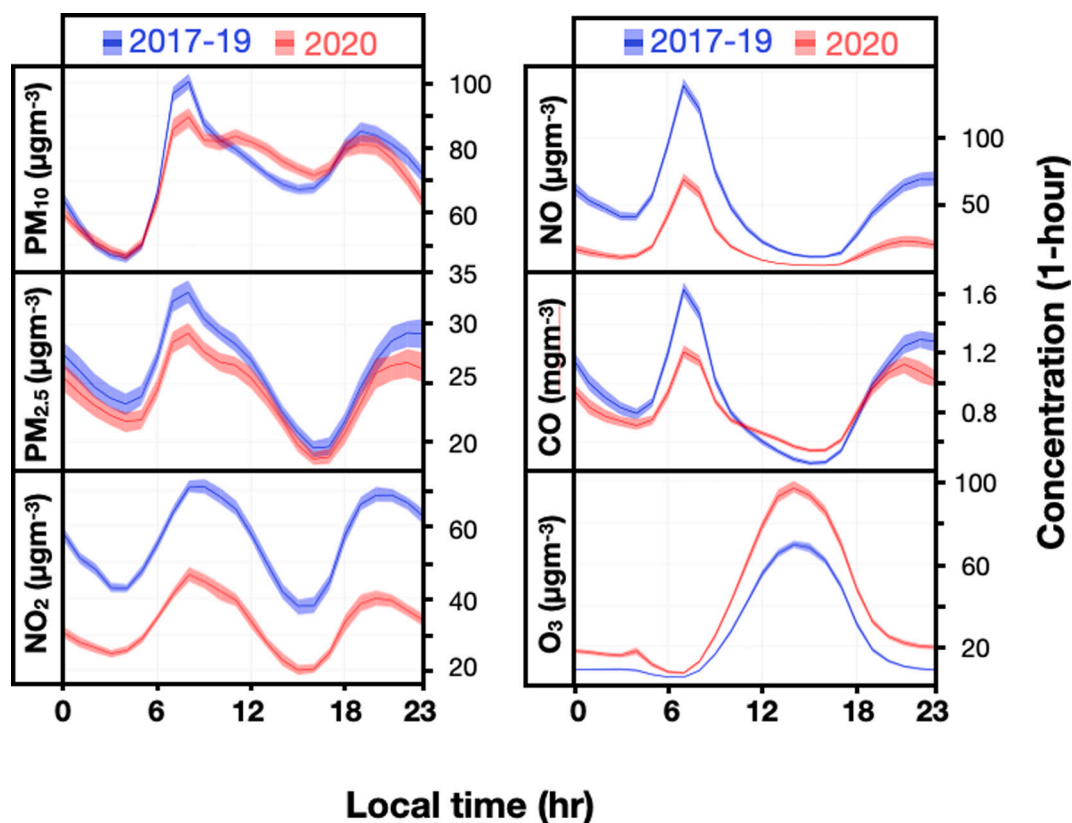 2017-19 2020
PM10 (µgm-3)
100
80
60
PM2.5 (µgm-3)
35
30
25
20
NO2 (µgm-3)
60
40
20
0 6 12 18 23
2017-19 2020
NO (µgm-3)
100
50
CO (mgm-3)
1.6
1.2
0.8
O3 (µgm-3)
100
60
20
0 6 12 18 23
Concentration (1-hour)
Local time (hr)